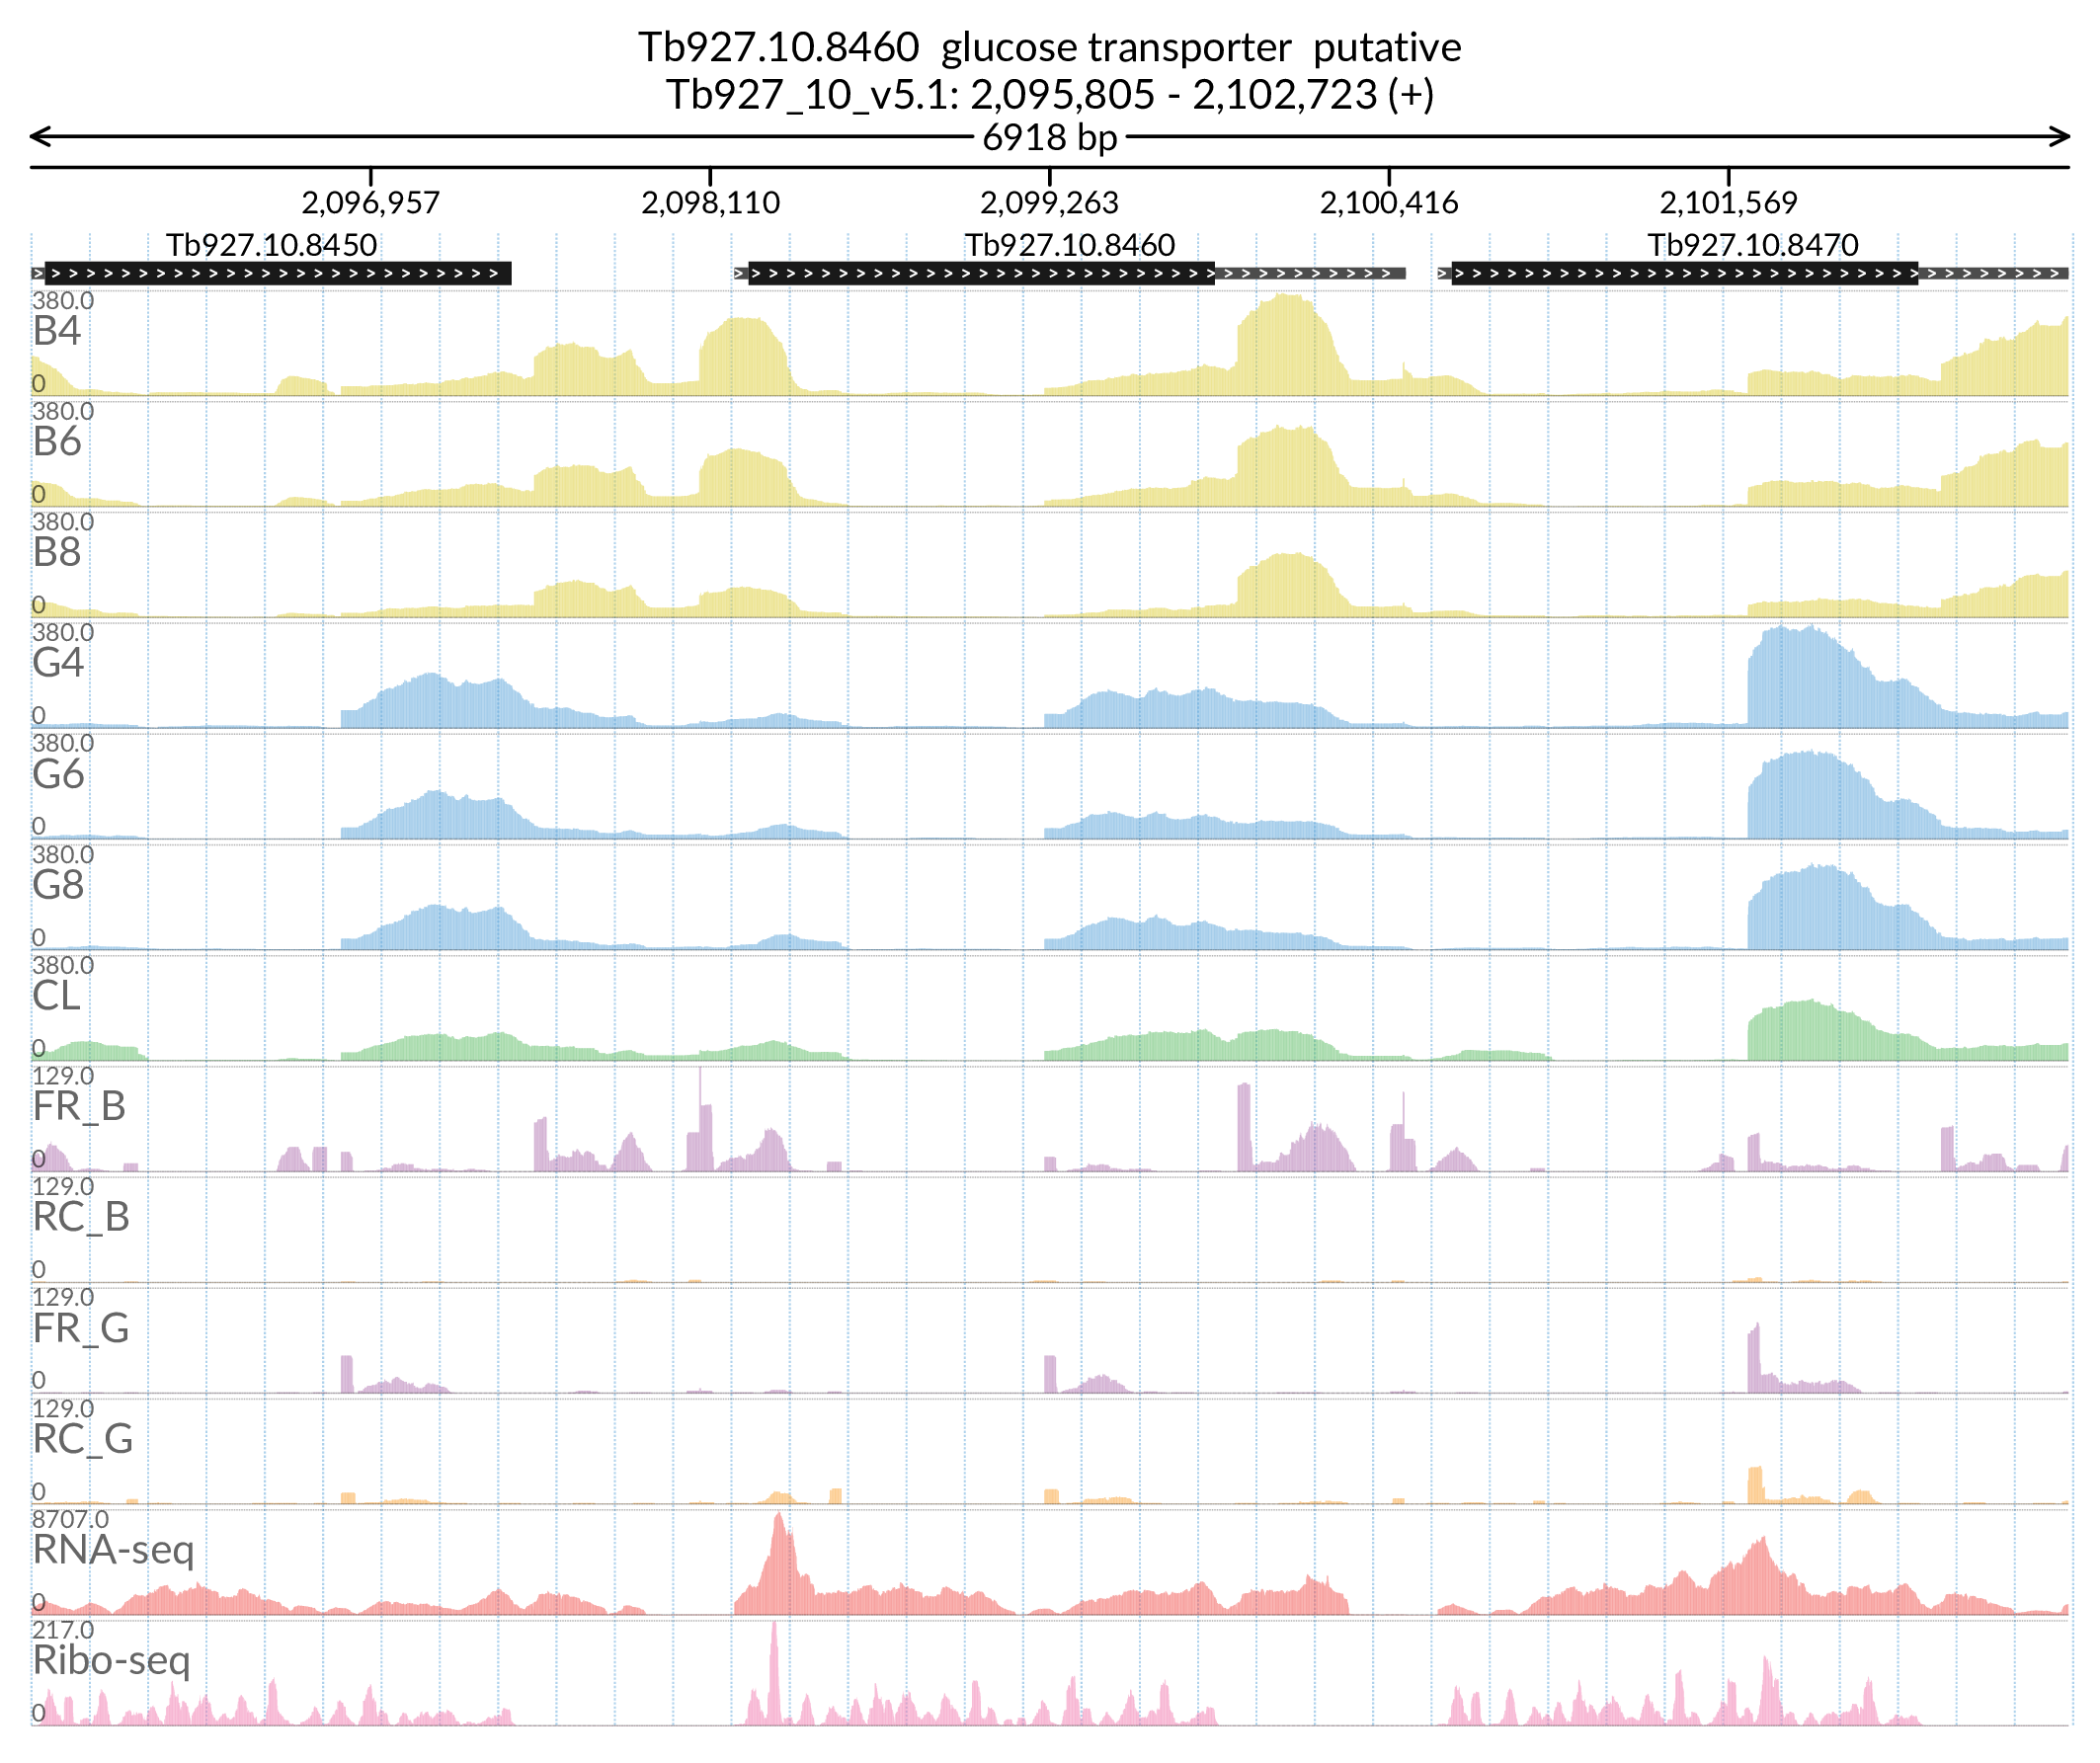 Tb927.10.8460  glucose transporter  putative
Tb927_10_v5.1: 2,095,805 - 2,102,723 (+)
6918 bp
2,096,957 2,098,110 2,099,263 2,100,416 2,101,569
Tb927.10.8450 Tb927.10.8460 Tb927.10.8470
380.0
B4
0
380.0
B6
0
380.0
B8
0
380.0
G4
0
380.0
G6
0
380.0
G8
0
380.0
CL
0
129.0
FR_B
0
129.0
RC_B
0
129.0
FR_G
0
129.0
RC_G
0
8707.0
RNA-seq
0
217.0
Ribo-seq
0